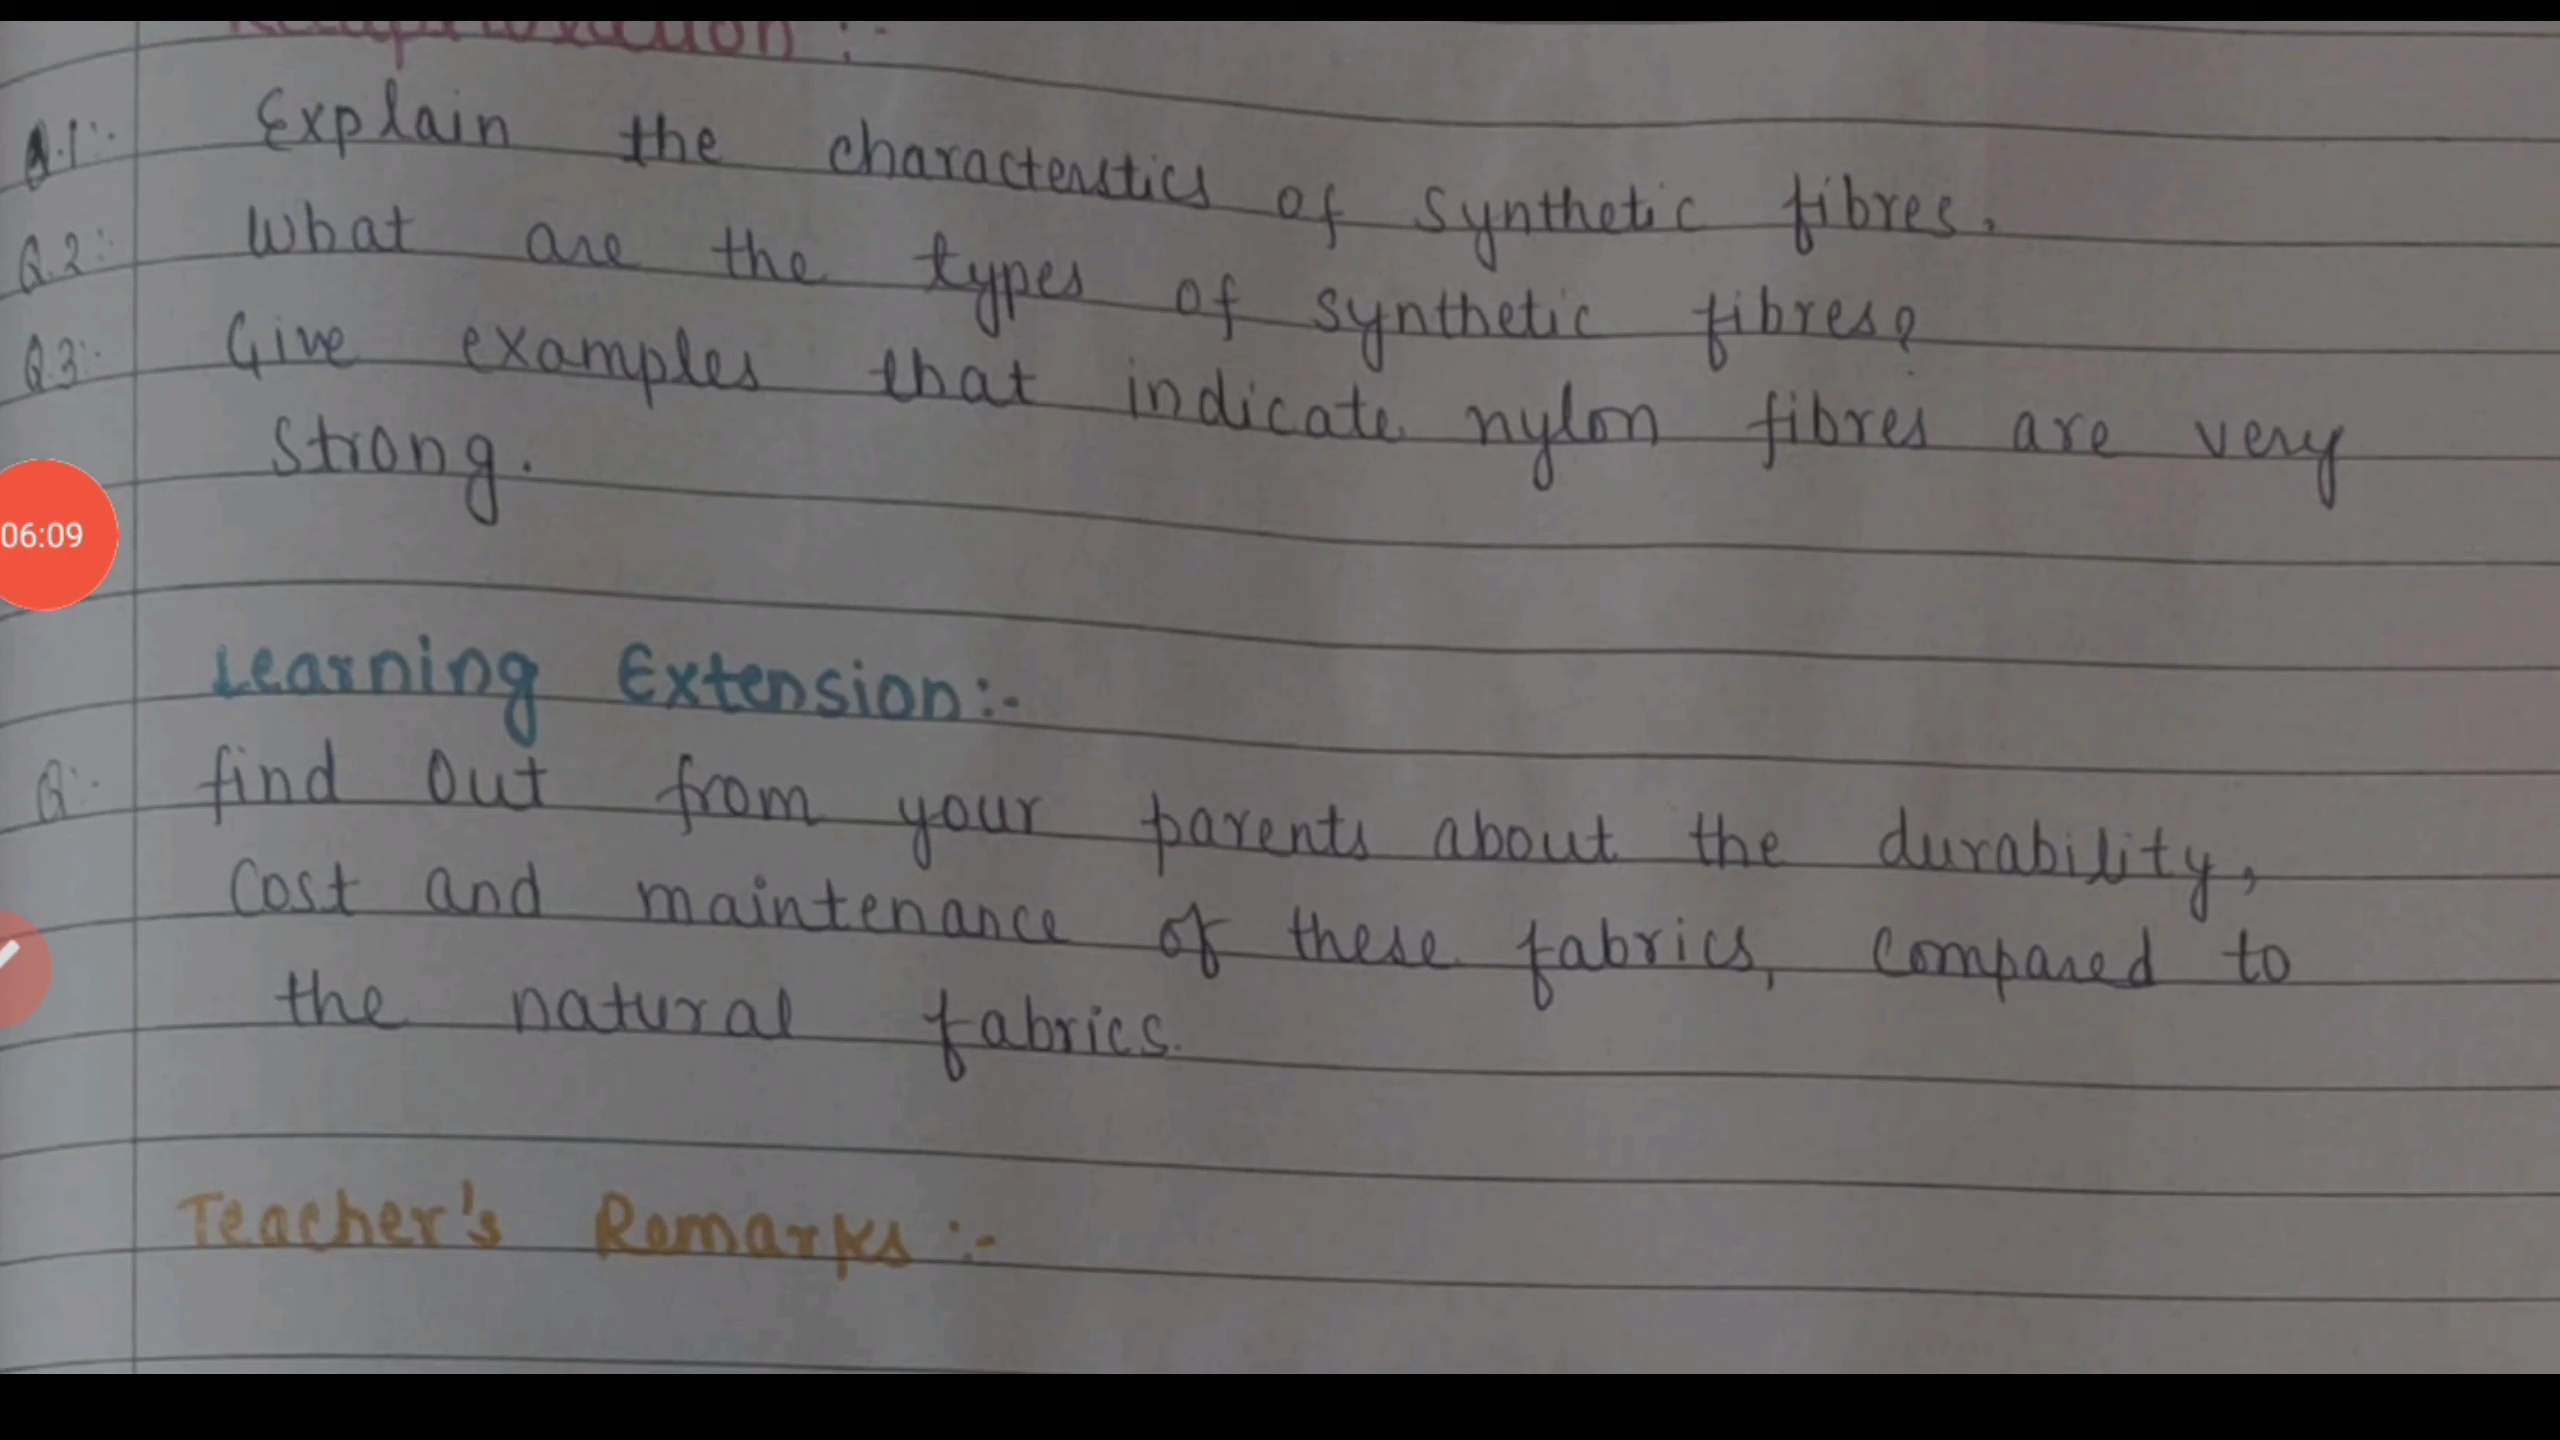 Recapitulation :-
Q.1:- Explain the characterstics of synthetic fibres.
Q.2:- What are the types of synthetic fibres?
Q.3:- Give examples that indicate nylon fibres are very
strong.
06:09
Learning Extension:-
Q:- find out from your parents about the durability,
Cost and maintenance of these fabrics, compared to
the natural fabrics.
Teacher's Remarks :-